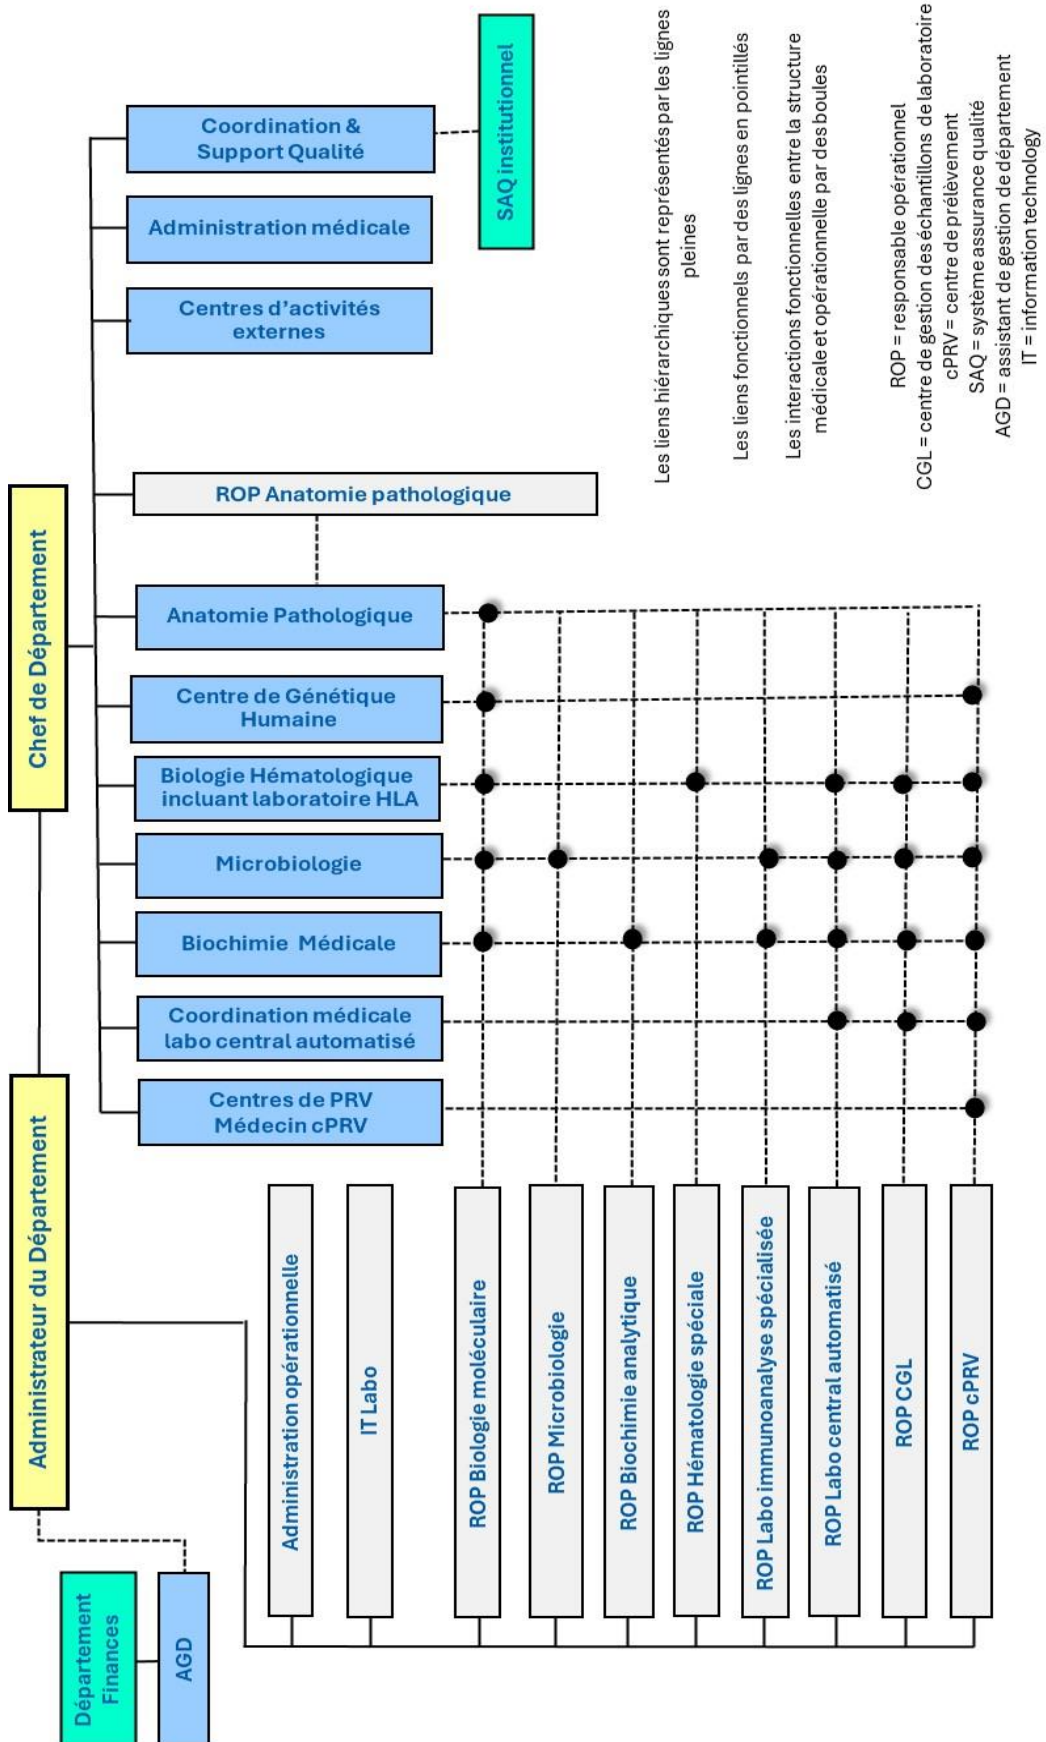 Coordination &
Support Qualité
Administration médicale
Centres d’activités
externes
SAQ institutionnel
Chef de Département
ROP Anatomie pathologique
Anatomie Pathologique
Centre de Génétique
Humaine
Biologie Hématologique
incluant laboratoire HLA
Microbiologie
Biochimie Médicale
Coordination médicale
labo central automatisé
Centres de PRV
Médecin cPRV
Administrateur du Département
Département
Finances
AGD
Administration opérationnelle
IT Labo
ROP Biologie moléculaire
ROP Microbiologie
ROP Biochimie analytique
ROP Hématologie spéciale
ROP Labo immunoanalyse spécialisée
ROP Labo central automatisé
ROP CGL
ROP cPRV
Les liens hiérarchiques sont représentés par les lignes
pleines
Les liens fonctionnels par des lignes en pointillés
Les interactions fonctionnelles entre la structure
médicale et opérationnelle par des boules
ROP = responsable opérationnel
CGL = centre de gestion des échantillons de laboratoire
cPRV = centre de prélèvement
SAQ = système assurance qualité
AGD = assistant de gestion de département
IT = information technology